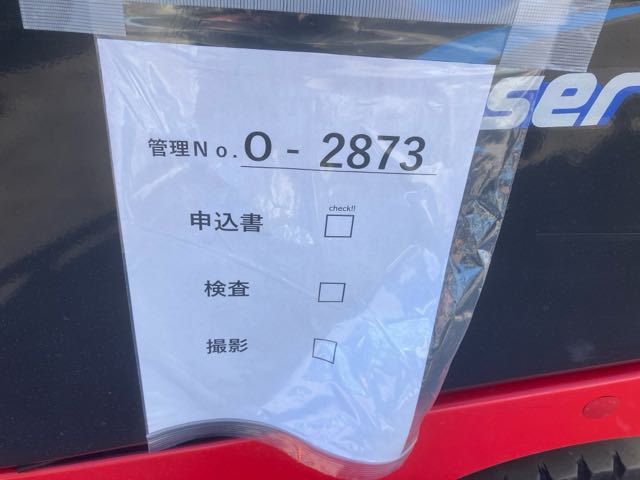 ser
管理No. O - 2873
check!!
申込書 □
検査 □
撮影 □